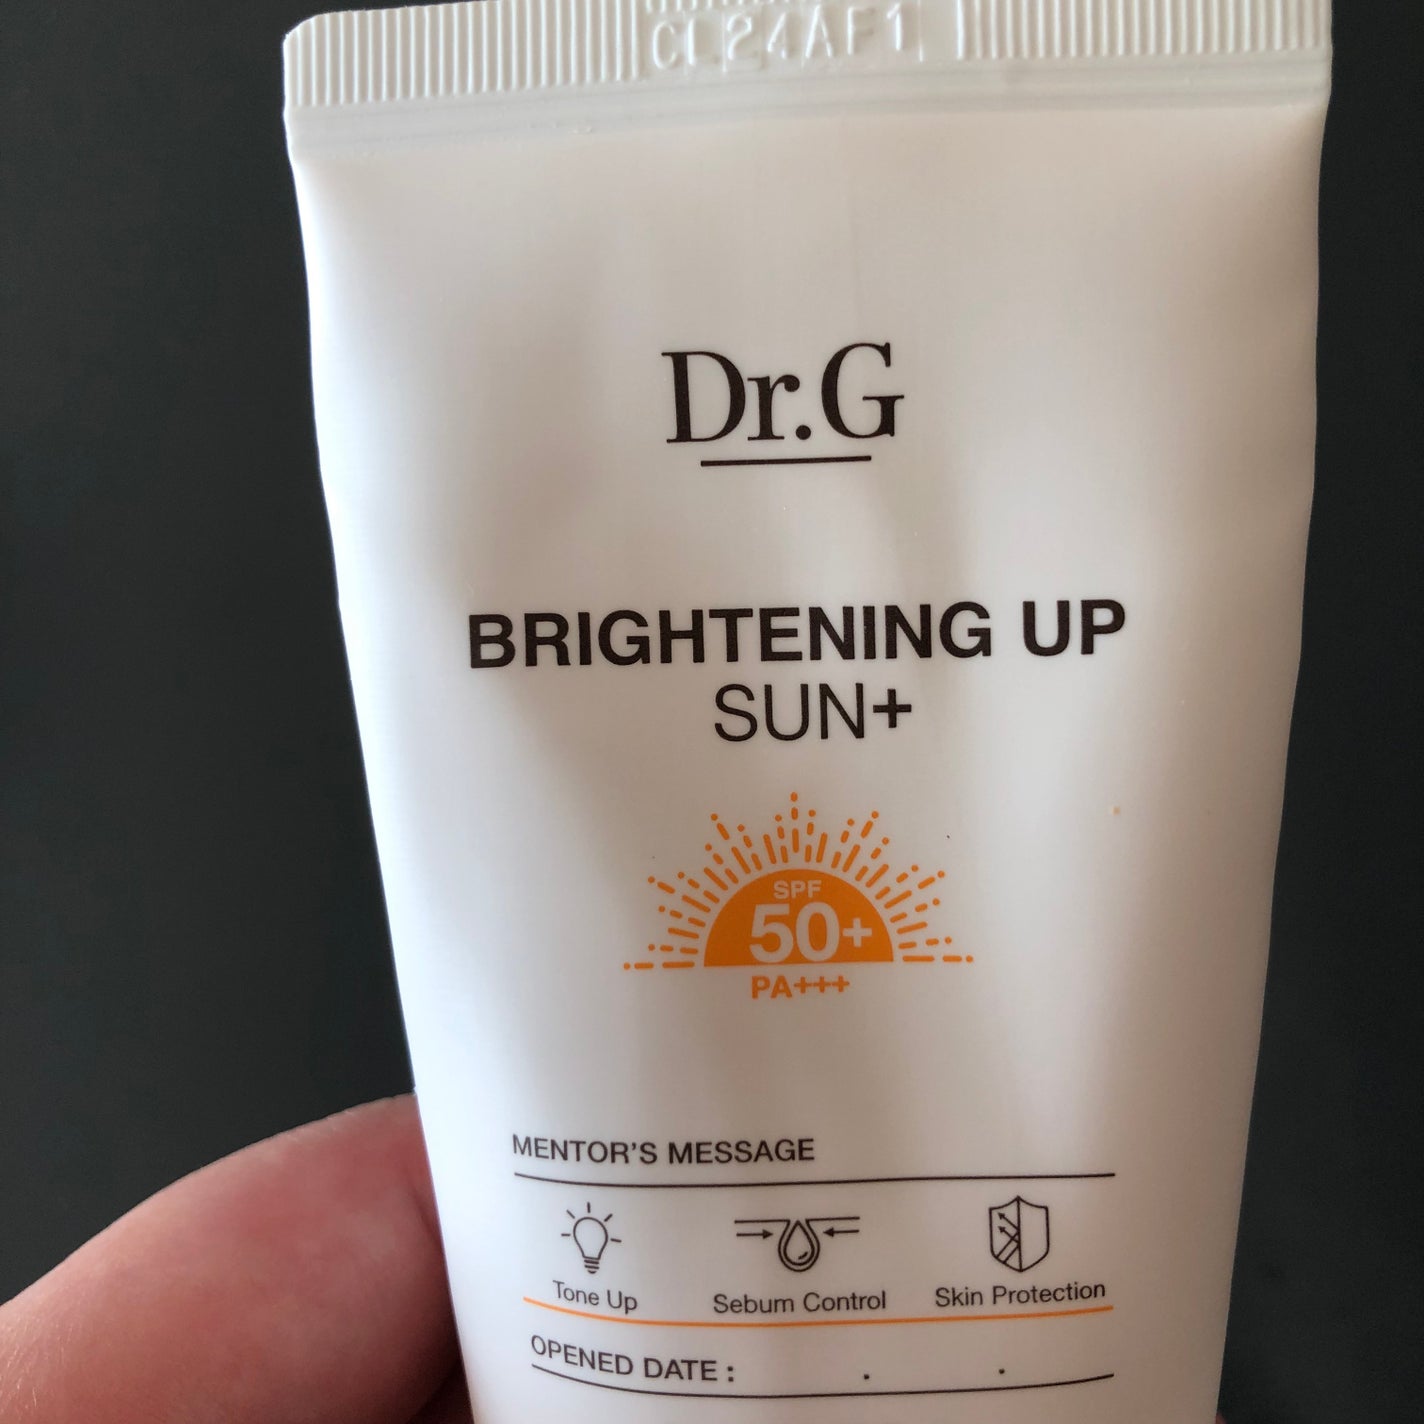 CL24AF1
Dr.G
BRIGHTENING UP
SUN+
SPF
50+
PA+++
MENTOR'S MESSAGE
Tone Up Sebum Control Skin Protection
OPENED DATE : . .